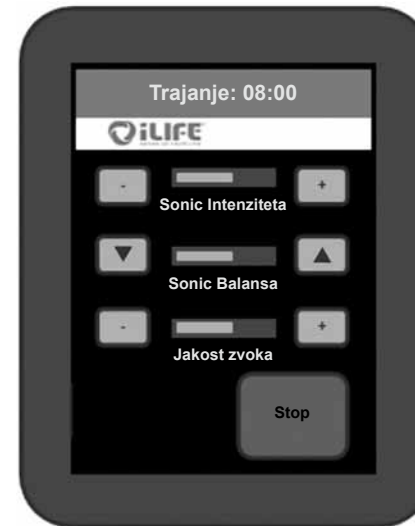 Trajanje: 08:00
iLIFE
- +
Sonic Intenziteta
▼ ▲
Sonic Balansa
- +
Jakost zvoka
Stop